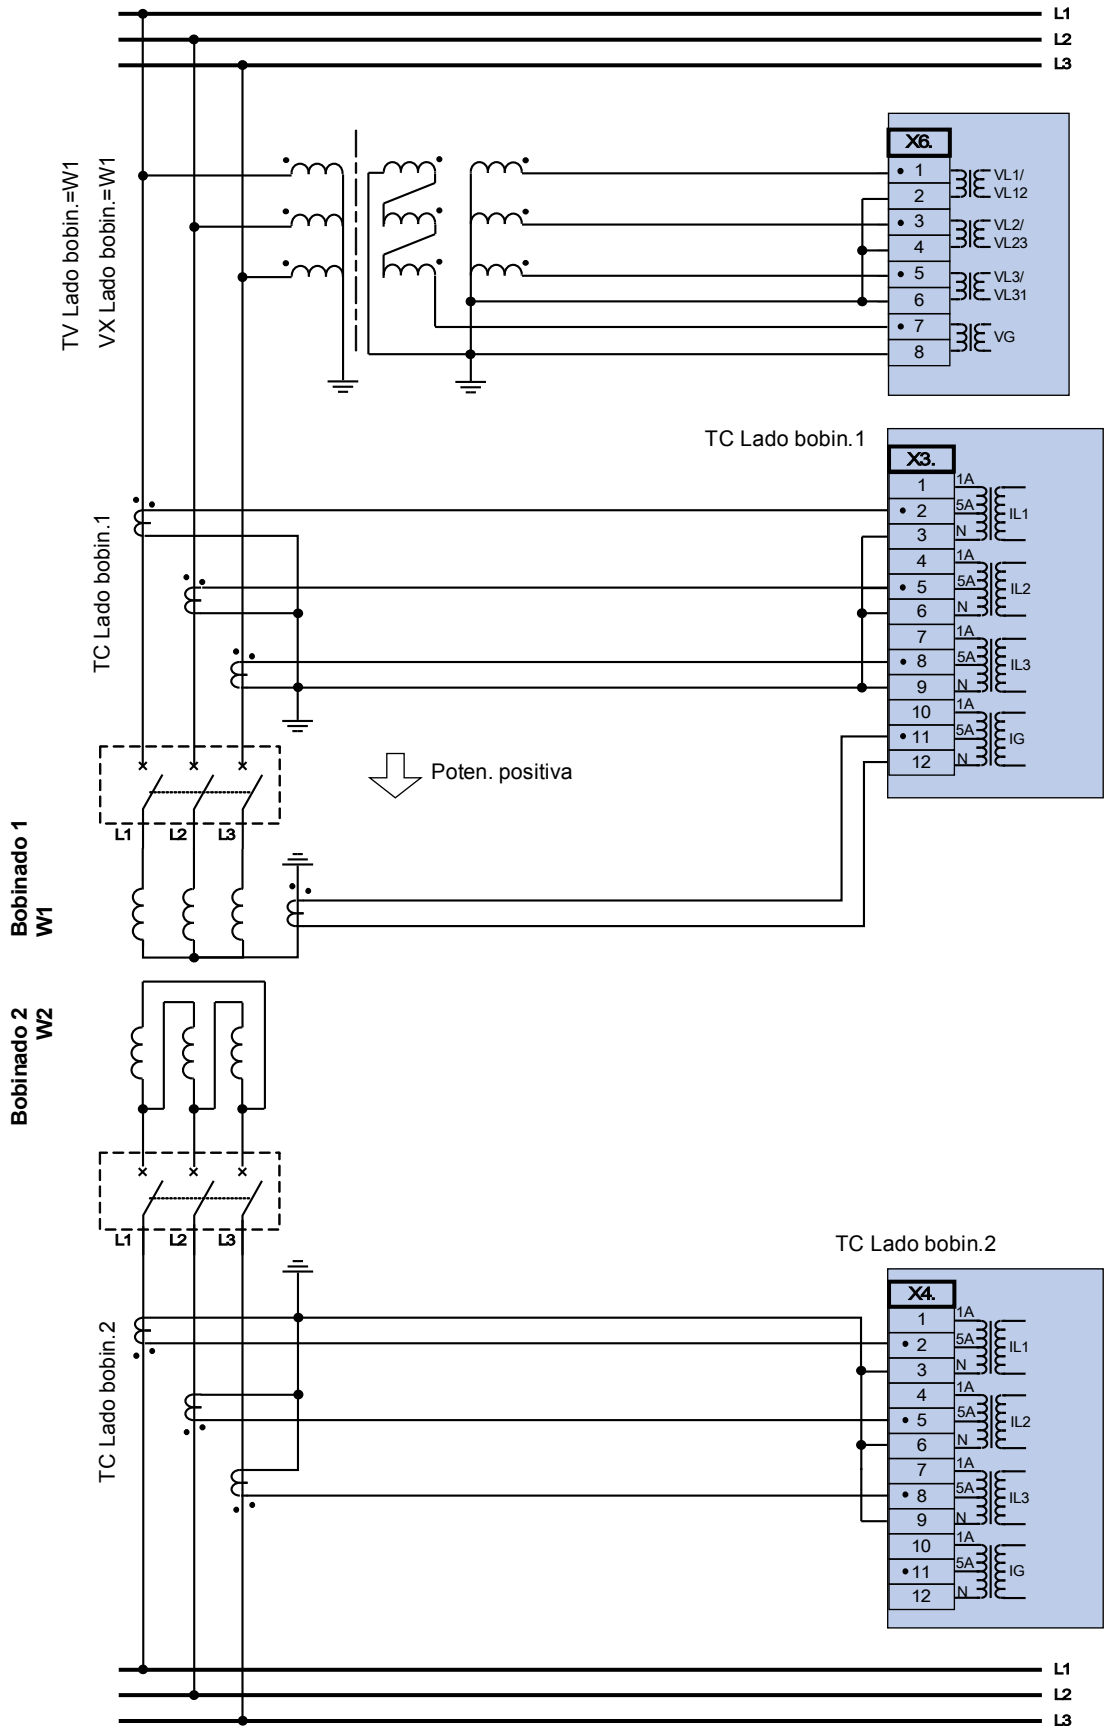 L1
L2
L3
TV Lado bobin.=W1
VX Lado bobin.=W1
X6.
1
2
3
4
5
6
7
8
VL1/
VL12
VL2/
VL23
VL3/
VL31
VG
TC Lado bobin.1
X3.
1
2
3
4
5
6
7
8
9
10
11
12
1A
5A
N
IL1
1A
5A
N
IL2
1A
5A
N
IL3
1A
5A
N
IG
TC Lado bobin.1
Poten. positiva
L1 L2 L3
Bobinado 1
W1
Bobinado 2
W2
L1 L2 L3
TC Lado bobin.2
TC Lado bobin.2
X4.
1
2
3
4
5
6
7
8
9
10
11
12
1A
5A
N
IL1
1A
5A
N
IL2
1A
5A
N
IL3
1A
5A
N
IG
L1
L2
L3